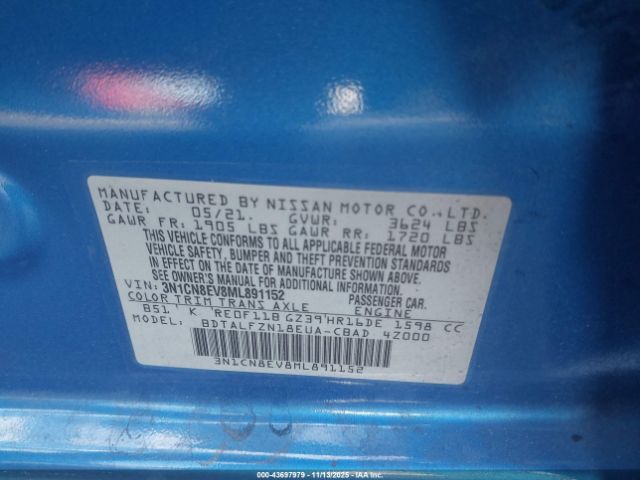 MANUFACTURED BY NISSAN MOTOR CO.,LTD.
DATE: 05/21. GVWR: 3624 LBS
GAWR FR: 1905 LBS GAWR RR: 1720 LBS
THIS VEHICLE CONFORMS TO ALL APPLICABLE FEDERAL MOTOR
VEHICLE SAFETY, BUMPER AND THEFT PREVENTION STANDARDS
IN EFFECT ON THE DATE OF MANUFACTURE SHOWN ABOVE.
SEE OWNER'S MANUAL FOR ADDITIONAL INFORMATION.
VIN: 3N1CN8EV8ML891152 PASSENGER CAR.
COLOR TRIM TRANS AXLE ENGINE
B51' K 'RE0F11B GZ39'HR16DE 1598 CC
MODEL: BDTALFZN18EUA-CBAD 4Z000
3N1CN8EV8ML891152
© 00-43697979 - 11/13/2025 - IAA Inc.